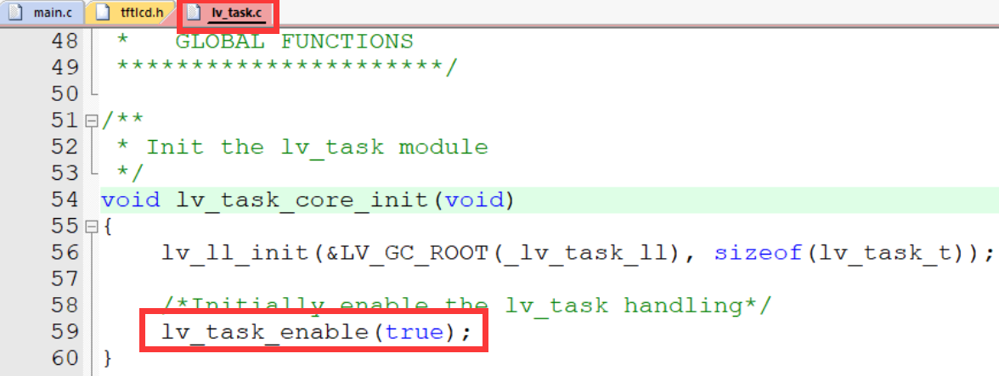 main.c tftlcd.h lv_task.c
48 * GLOBAL FUNCTIONS
49 **********************/
50
51 /**
52 * Init the lv_task module
53 */
54 void lv_task_core_init(void)
55 {
56 lv_ll_init(&LV_GC_ROOT(_lv_task_ll), sizeof(lv_task_t));
57
58 /*Initially enable the lv_task handling*/
59 lv_task_enable(true);
60 }